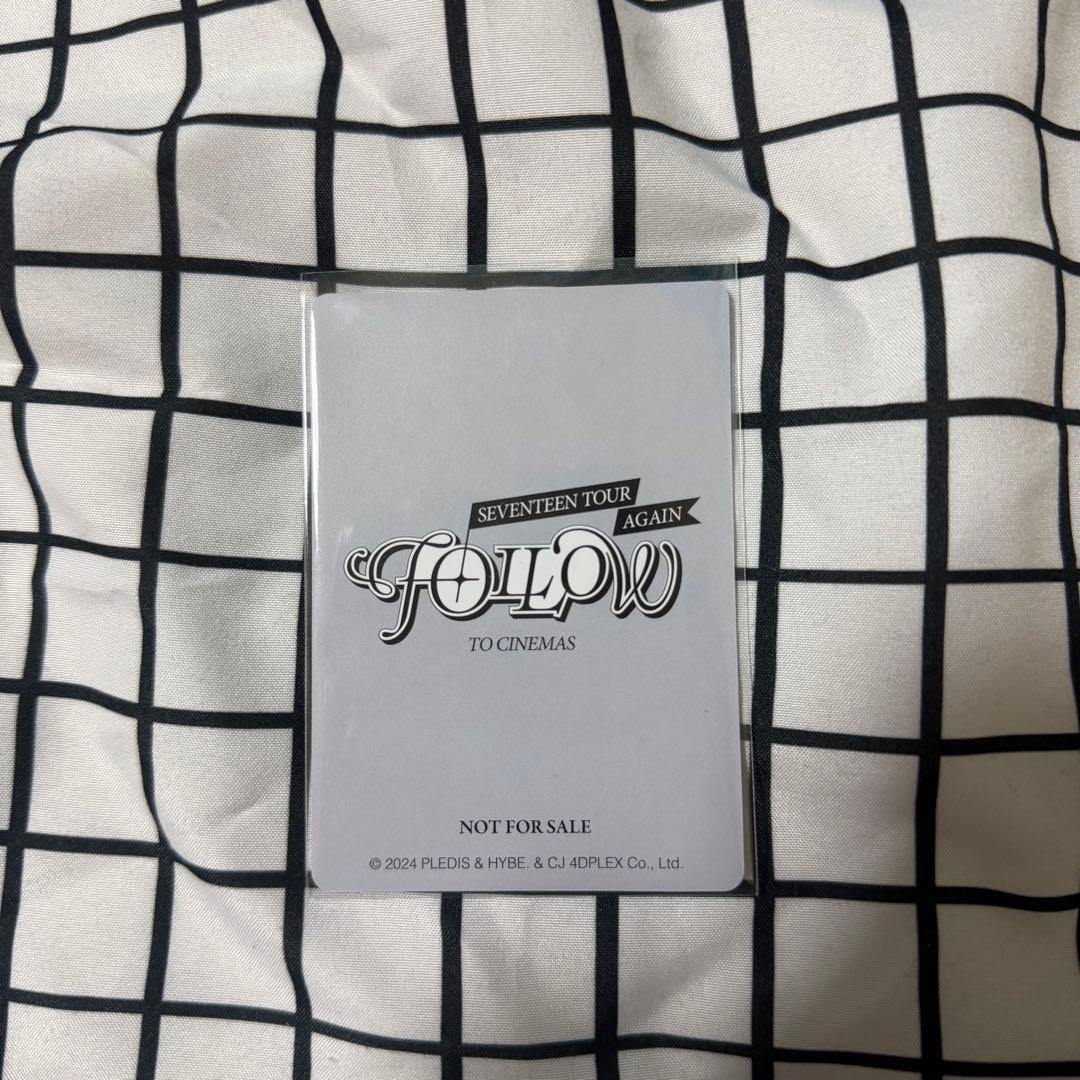 SEVENTEEN TOUR
AGAIN
FOLLOW
TO CINEMAS
NOT FOR SALE
© 2024 PLEDIS & HYBE. & CJ 4DPLEX Co., Ltd.